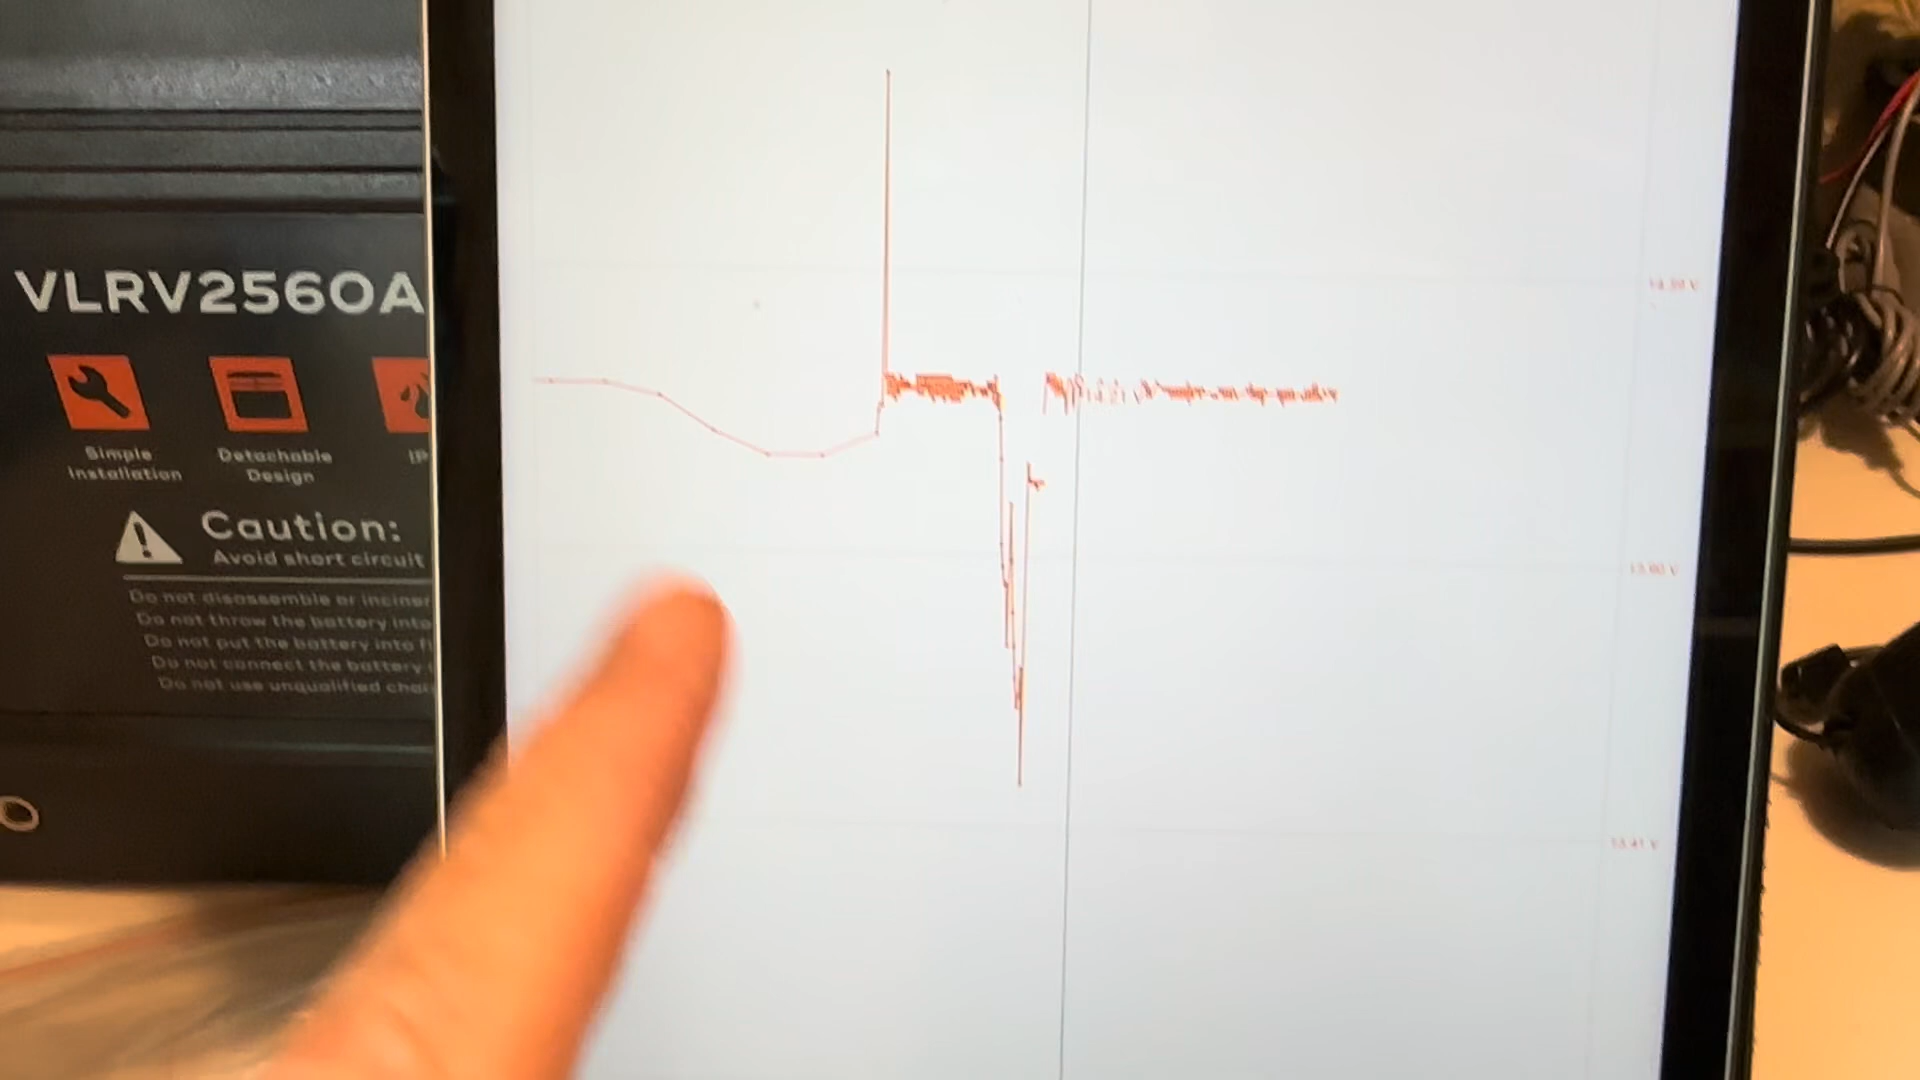 VLRV2560A
Simple
Installation
Detachable
Design
IP
Caution:
Avoid short circuit
Do not disassemble or inciner
Do not throw the battery into
Do not put the battery into fi
Do not connect the battery
Do not use unqualified char